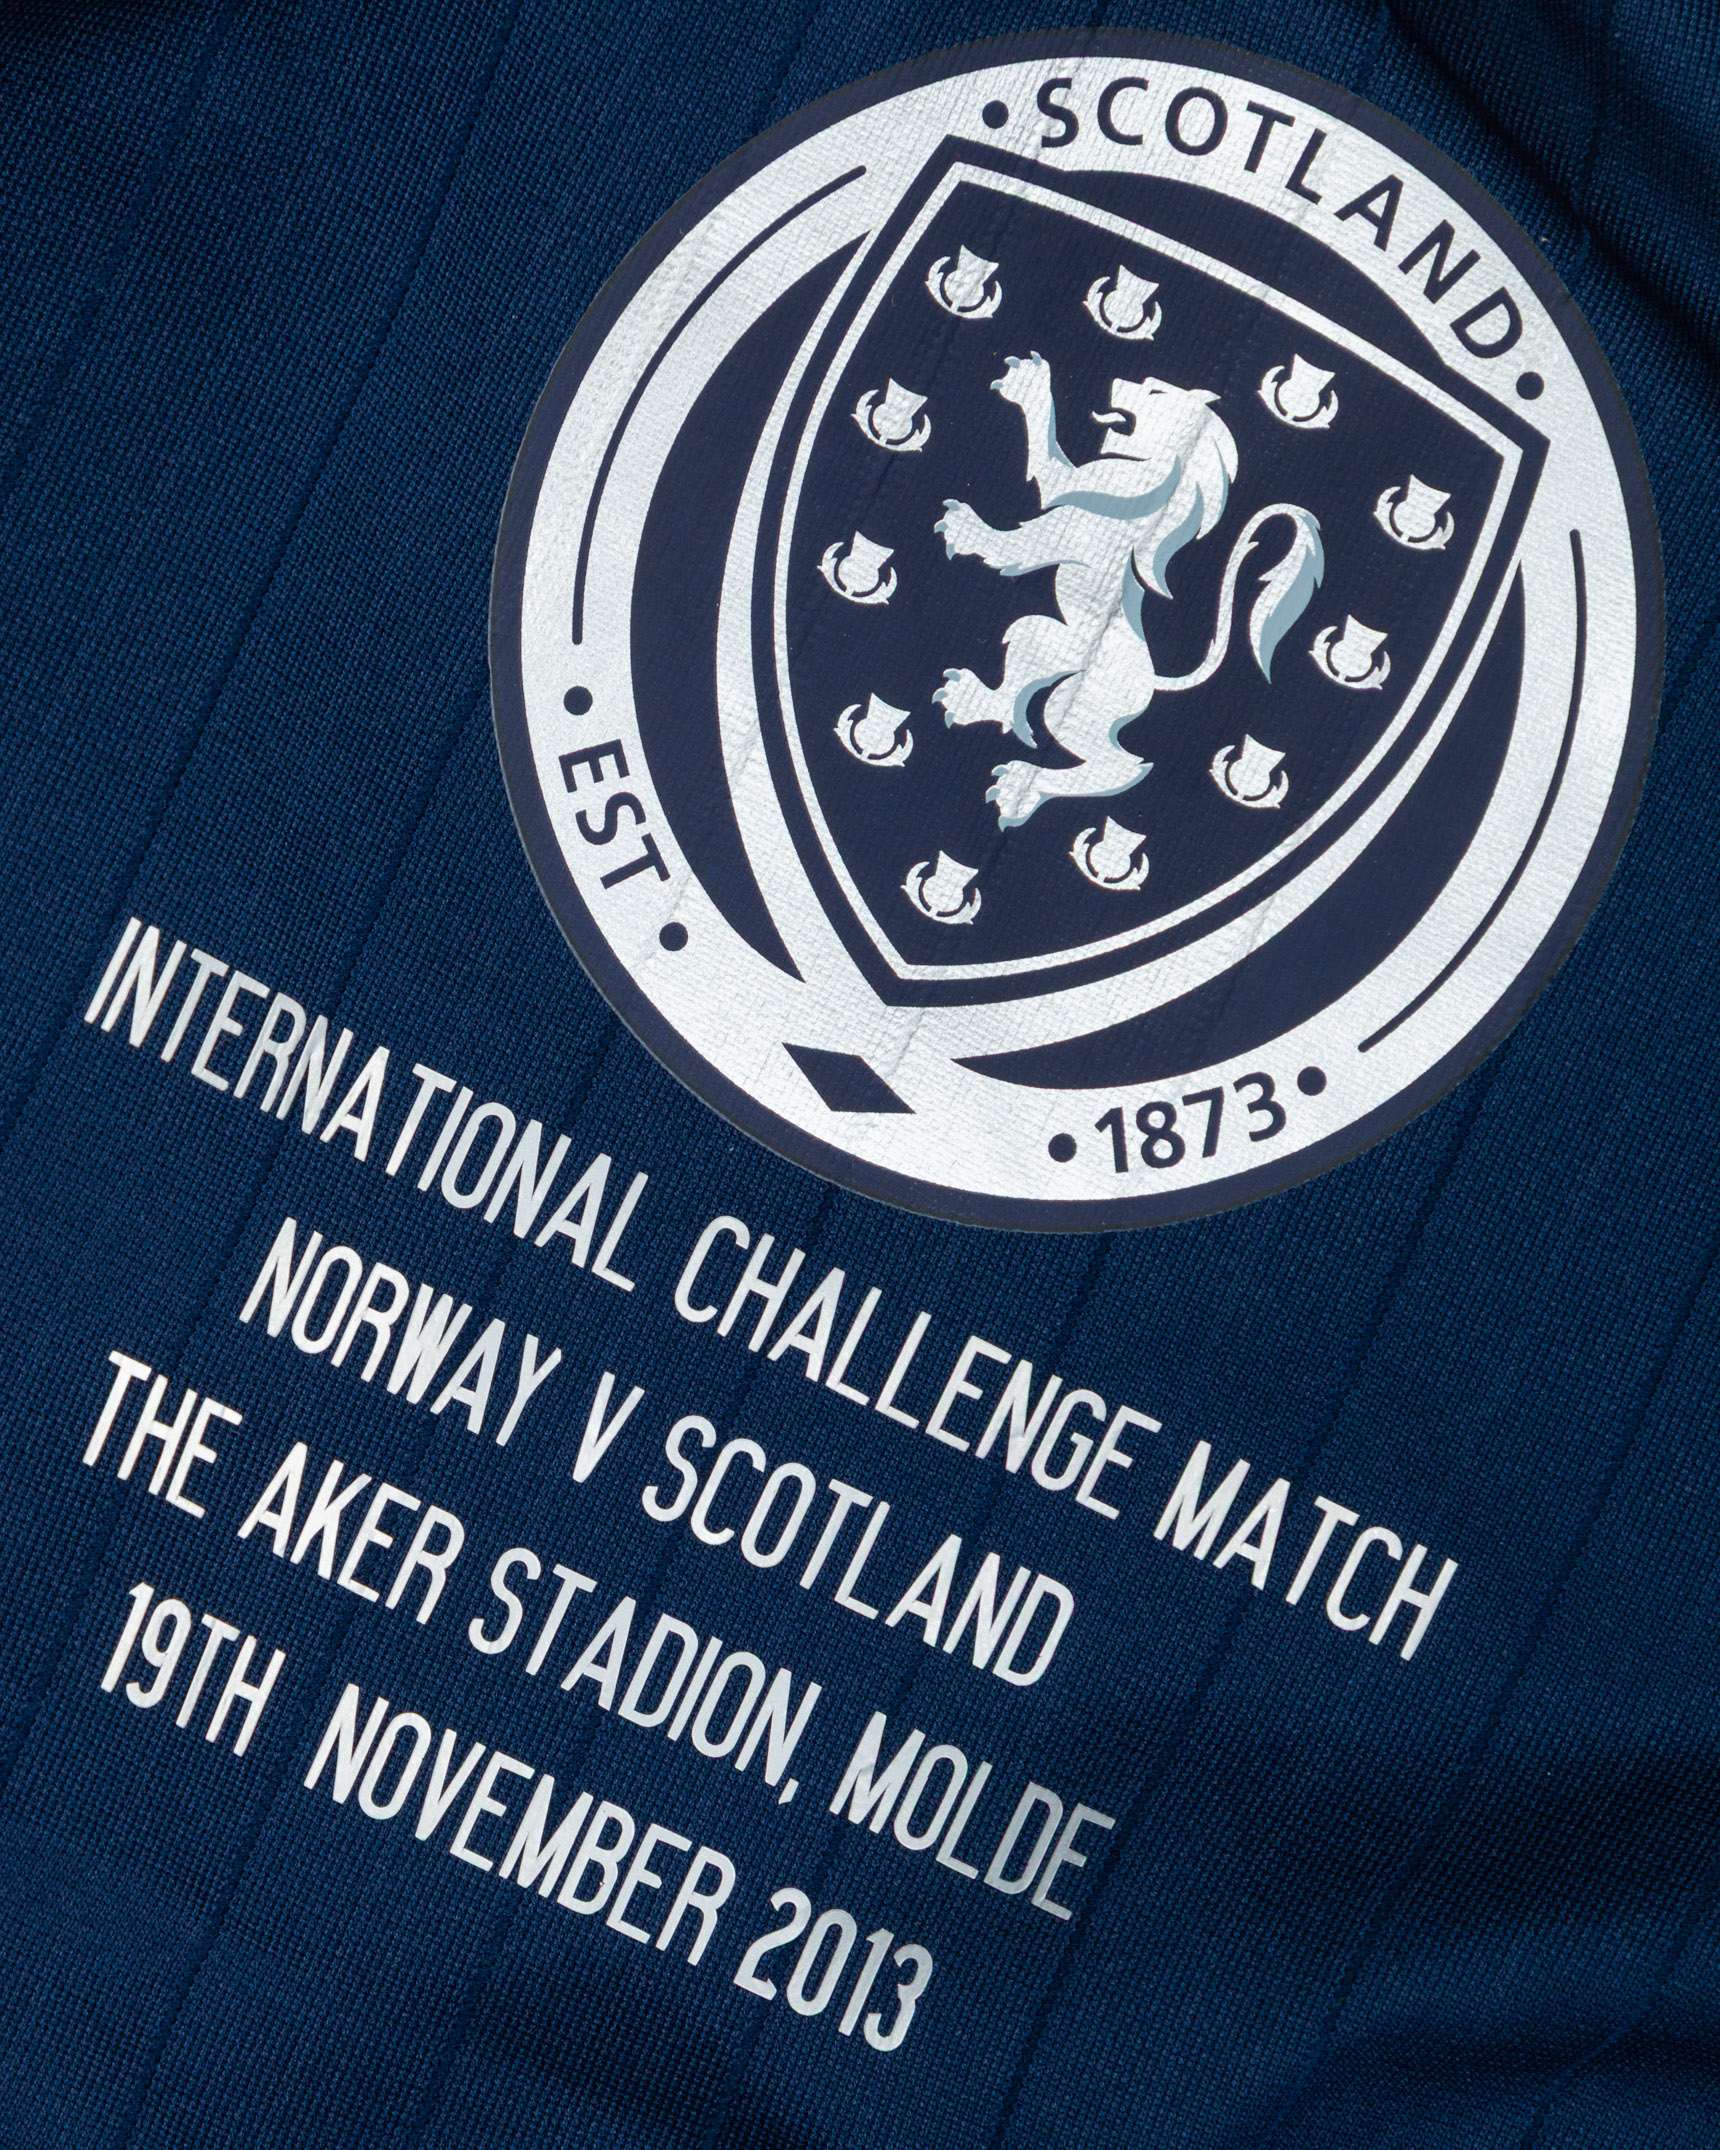 • SCOTLAND •
• EST •
• 1873 •
INTERNATIONAL CHALLENGE MATCH
NORWAY V SCOTLAND
THE AKER STADION, MOLDE
19TH NOVEMBER 2013